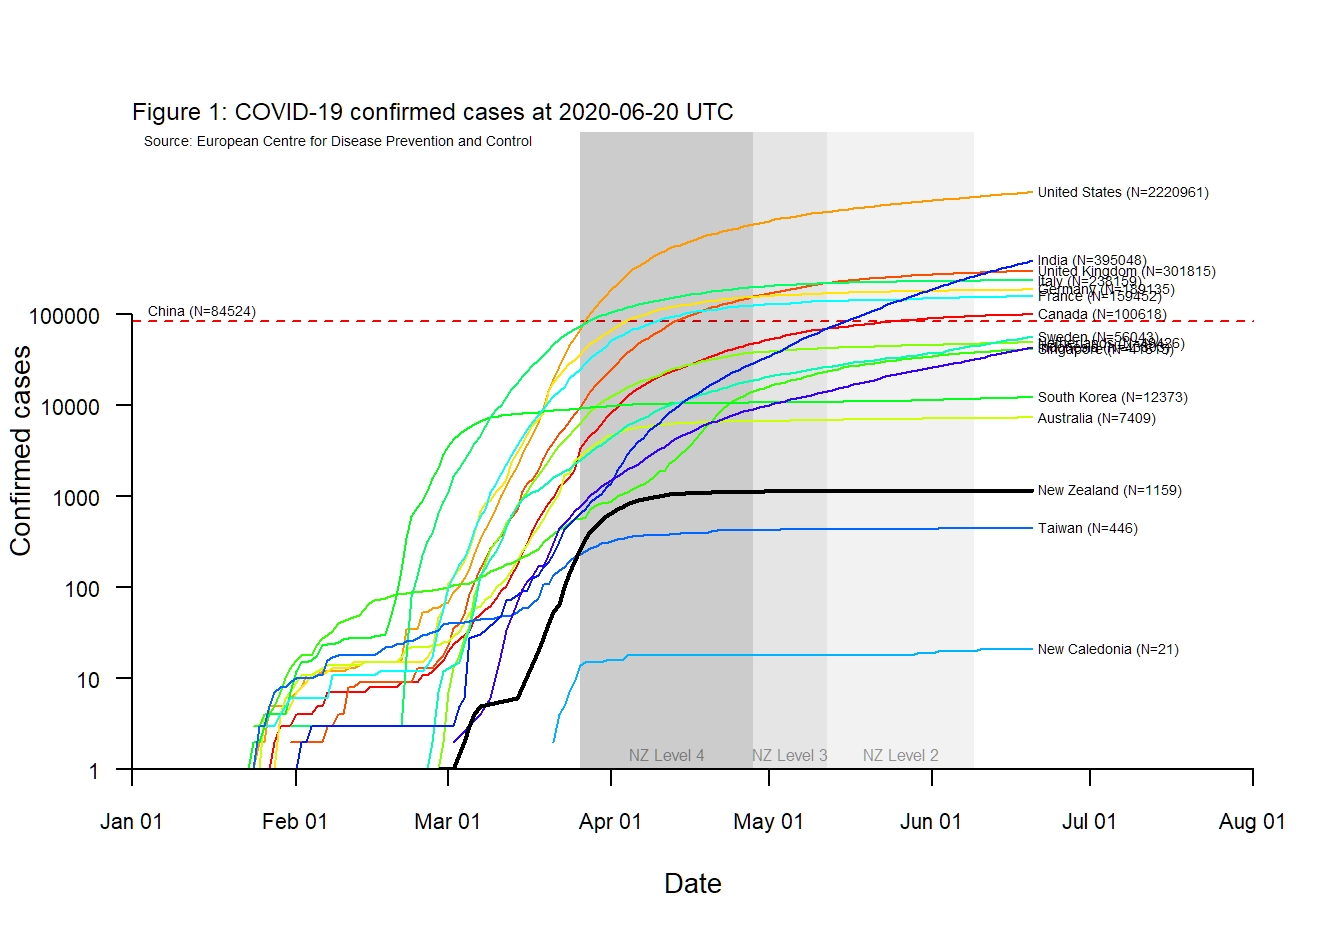 Figure 1: COVID-19 confirmed cases at 2020-06-20 UTC
Source: European Centre for Disease Prevention and Control
United States (N=2220961)
India (N=395048)
United Kingdom (N=301815)
Italy (N=238159)
Germany (N=189135)
France (N=159452)
China (N=84524)
Canada (N=100618)
Sweden (N=56043)
Singapore (N=41615)
South Korea (N=12373)
Australia (N=7409)
New Zealand (N=1159)
Taiwan (N=446)
New Caledonia (N=21)
Confirmed cases
100000
10000
1000
100
10
1
NZ Level 4
NZ Level 3
NZ Level 2
Jan 01
Feb 01
Mar 01
Apr 01
May 01
Jun 01
Jul 01
Aug 01
Date